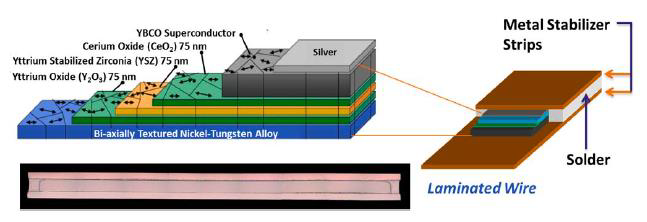 YBCO Superconductor
Cerium Oxide (CeO₂) 75 nm
Yttrium Stabilized Zirconia (YSZ) 75 nm
Yttrium Oxide (Y₂O₃) 75 nm
Silver
Bi-axially Textured Nickel-Tungsten Alloy
Metal Stabilizer
Strips
Solder
Laminated Wire